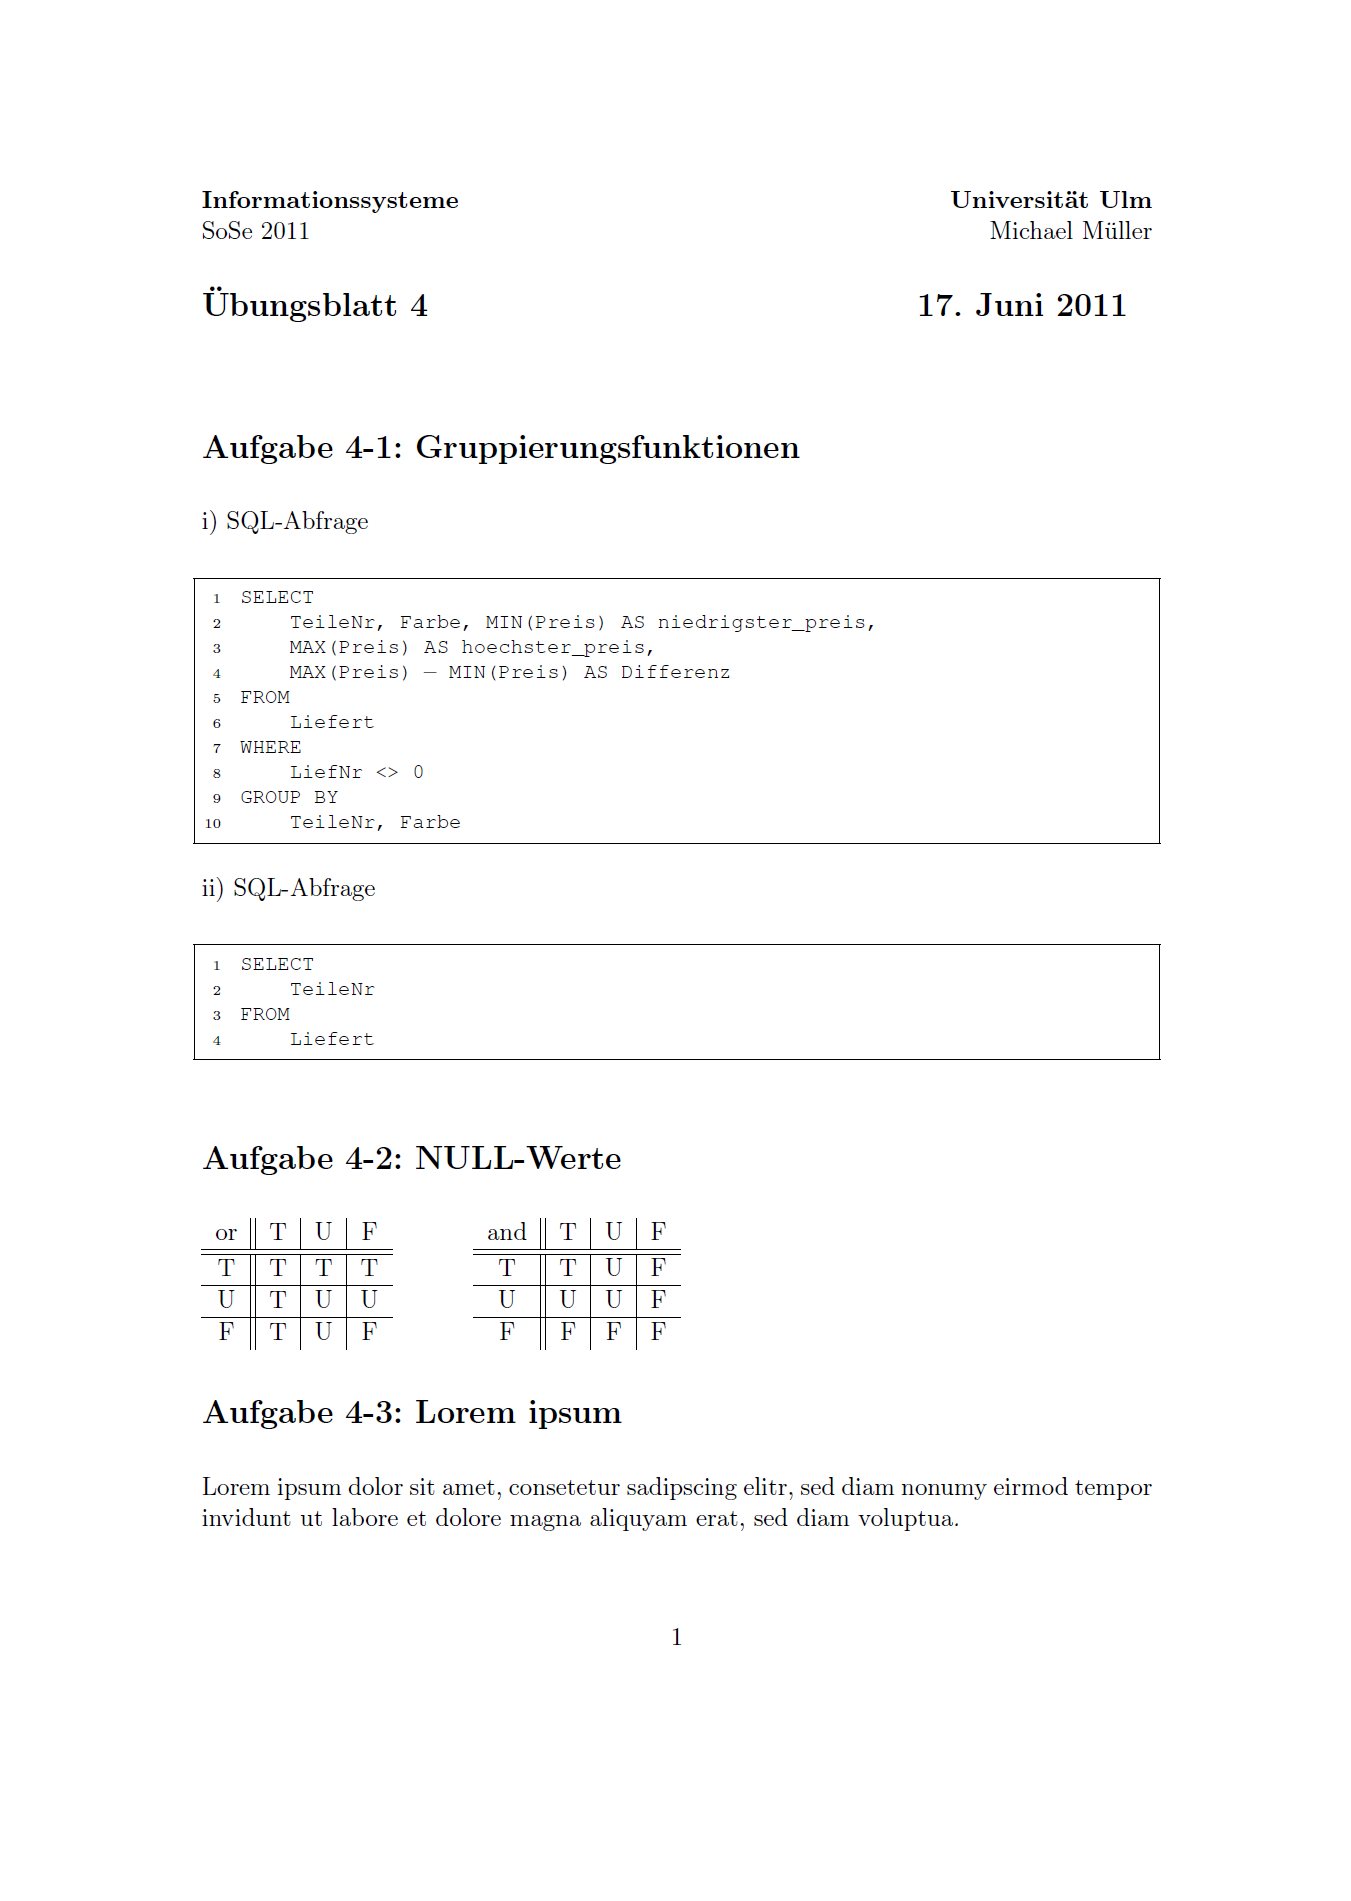 Informationssysteme Universität Ulm
SoSe 2011 Michael Müller
Übungsblatt 4 17. Juni 2011
Aufgabe 4-1: Gruppierungsfunktionen
i) SQL-Abfrage
1 SELECT
2 TeileNr, Farbe, MIN(Preis) AS niedrigster_preis,
3 MAX(Preis) AS hoechster_preis,
4 MAX(Preis) − MIN(Preis) AS Differenz
5 FROM
6 Liefert
7 WHERE
8 LiefNr <> 0
9 GROUP BY
10 TeileNr, Farbe
ii) SQL-Abfrage
1 SELECT
2 TeileNr
3 FROM
4 Liefert
Aufgabe 4-2: NULL-Werte
or T U F and T U F
T T T T T T U F
U T U U U U U F
F T U F F F F F
Aufgabe 4-3: Lorem ipsum
Lorem ipsum dolor sit amet, consetetur sadipscing elitr, sed diam nonumy eirmod tempor
invidunt ut labore et dolore magna aliquyam erat, sed diam voluptua.
1